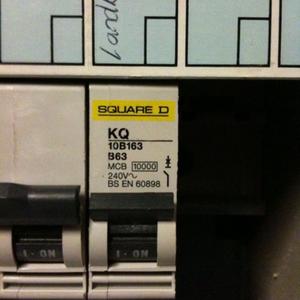 SQUARE D
KQ
10B163
B63
MCB 10000
240V~
BS EN 60898
I·ON
I·ON